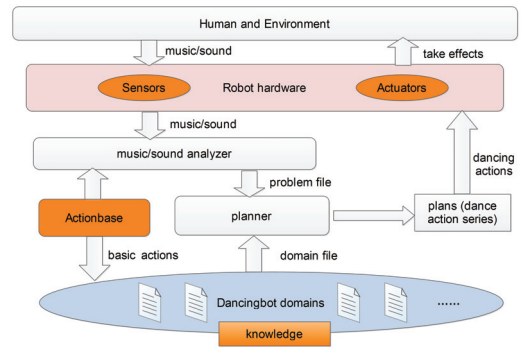 Human and Environment
music/sound
take effects
Sensors
Robot hardware
Actuators
music/sound
music/sound analyzer
dancing
actions
problem file
Actionbase
planner
plans (dance
action series)
basic actions
domain file
Dancingbot domains
......
knowledge